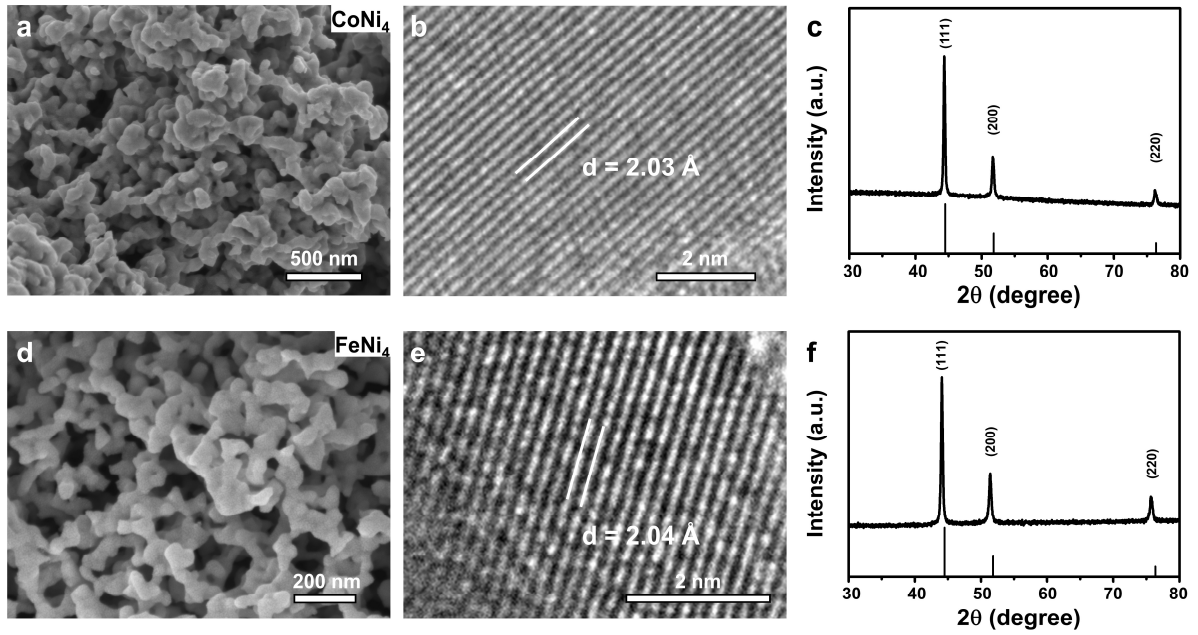 a
CoNi4
500 nm
b
d = 2.03 Å
2 nm
c
Intensity (a.u.)
(111)
(200)
(220)
30 40 50 60 70 80
2θ (degree)
d
FeNi4
200 nm
e
d = 2.04 Å
2 nm
f
Intensity (a.u.)
(111)
(200)
(220)
30 40 50 60 70 80
2θ (degree)